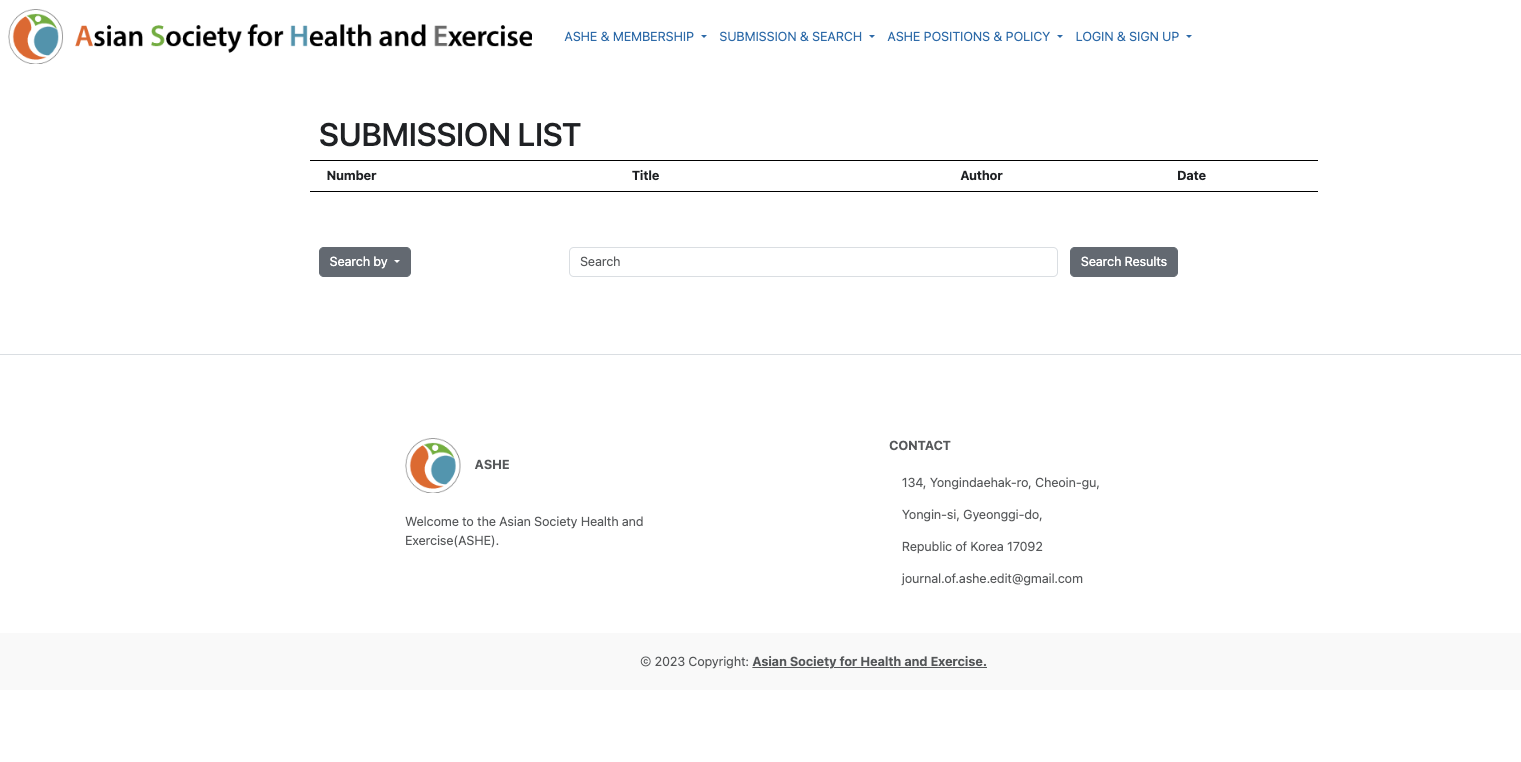 Asian Society for Health and Exercise
ASHE & MEMBERSHIP SUBMISSION & SEARCH ASHE POSITIONS & POLICY LOGIN & SIGN UP
SUBMISSION LIST
Number Title Author Date
Search by Search Search Results
ASHE
Welcome to the Asian Society Health and
Exercise(ASHE).
CONTACT
134, Yongindaehak-ro, Cheoin-gu,
Yongin-si, Gyeonggi-do,
Republic of Korea 17092
journal.of.ashe.edit@gmail.com
© 2023 Copyright: Asian Society for Health and Exercise.